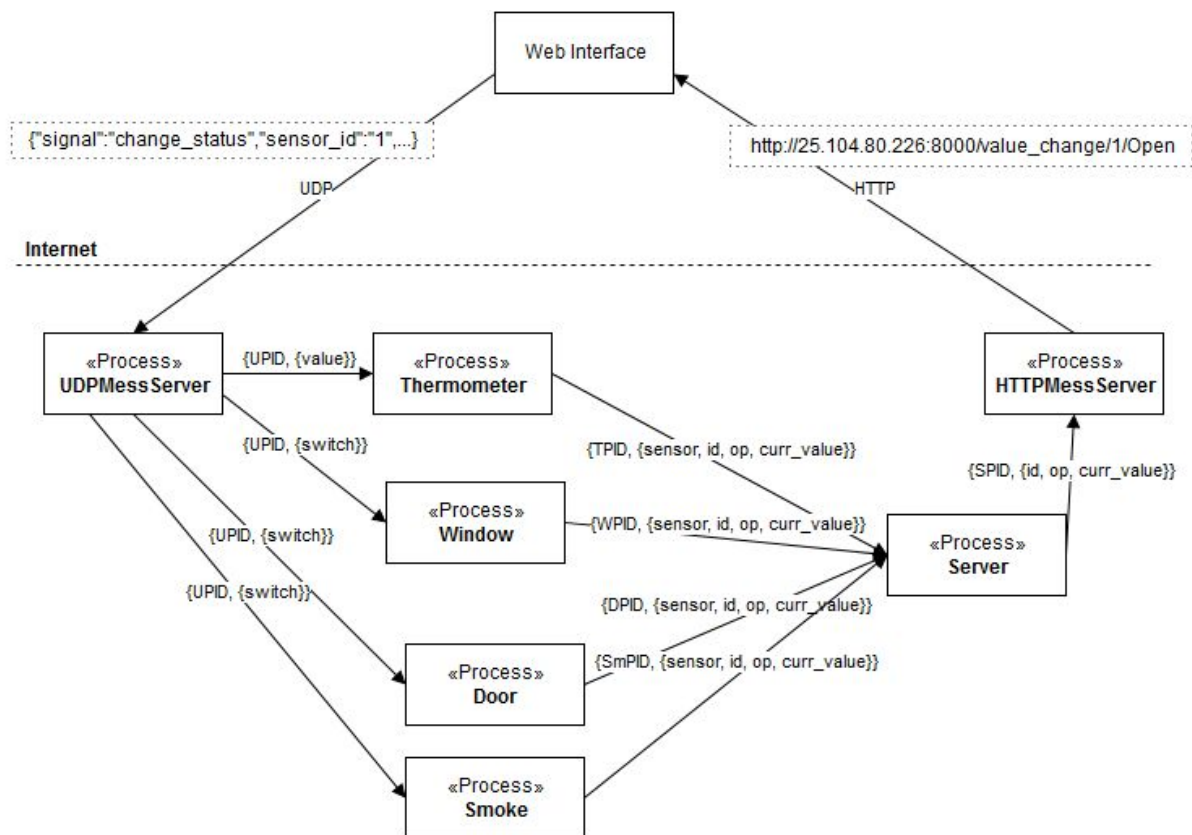 Web Interface
{"signal":"change_status","sensor_id":"1",...}
http://25.104.80.226:8000/value_change/1/Open
UDP
HTTP
Internet
«Process»
UDPMessServer
{UPID, {value}}
«Process»
Thermometer
«Process»
HTTPMessServer
{UPID, {switch}}
{TPID, {sensor, id, op, curr_value}}
{SPID, {id, op, curr_value}}
«Process»
Window
{WPID, {sensor, id, op, curr_value}}
«Process»
Server
{UPID, {switch}}
{UPID, {switch}}
{DPID, {sensor, id, op, curr_value}}
{SmPID, {sensor, id, op, curr_value}}
«Process»
Door
«Process»
Smoke